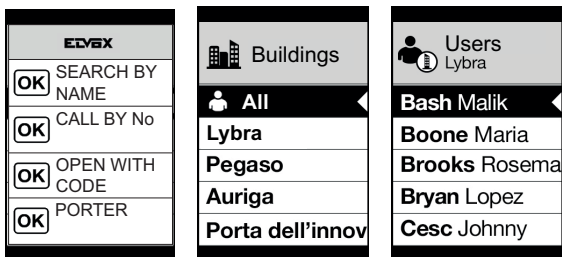 ELVOX
OK SEARCH BY
NAME
OK CALL BY No
OK OPEN WITH
CODE
OK PORTER
Buildings
All
Lybra
Pegaso
Auriga
Porta dell'innov
Users
Lybra
Bash Malik
Boone Maria
Brooks Rosema
Bryan Lopez
Cesc Johnny